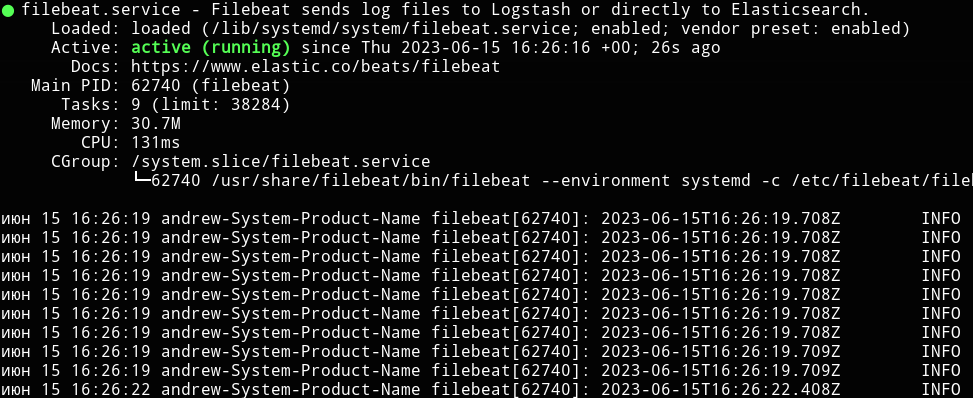 ● filebeat.service - Filebeat sends log files to Logstash or directly to Elasticsearch.
Loaded: loaded (/lib/systemd/system/filebeat.service; enabled; vendor preset: enabled)
Active: active (running) since Thu 2023-06-15 16:26:16 +00; 26s ago
Docs: https://www.elastic.co/beats/filebeat
Main PID: 62740 (filebeat)
Tasks: 9 (limit: 38284)
Memory: 30.7M
CPU: 131ms
CGroup: /system.slice/filebeat.service
└─62740 /usr/share/filebeat/bin/filebeat --environment systemd -c /etc/filebeat/file
июн 15 16:26:19 andrew-System-Product-Name filebeat[62740]: 2023-06-15T16:26:19.708Z INFO
июн 15 16:26:19 andrew-System-Product-Name filebeat[62740]: 2023-06-15T16:26:19.708Z INFO
июн 15 16:26:19 andrew-System-Product-Name filebeat[62740]: 2023-06-15T16:26:19.708Z INFO
июн 15 16:26:19 andrew-System-Product-Name filebeat[62740]: 2023-06-15T16:26:19.708Z INFO
июн 15 16:26:19 andrew-System-Product-Name filebeat[62740]: 2023-06-15T16:26:19.708Z INFO
июн 15 16:26:19 andrew-System-Product-Name filebeat[62740]: 2023-06-15T16:26:19.708Z INFO
июн 15 16:26:19 andrew-System-Product-Name filebeat[62740]: 2023-06-15T16:26:19.708Z INFO
июн 15 16:26:19 andrew-System-Product-Name filebeat[62740]: 2023-06-15T16:26:19.709Z INFO
июн 15 16:26:19 andrew-System-Product-Name filebeat[62740]: 2023-06-15T16:26:19.709Z INFO
июн 15 16:26:22 andrew-System-Product-Name filebeat[62740]: 2023-06-15T16:26:22.408Z INFO